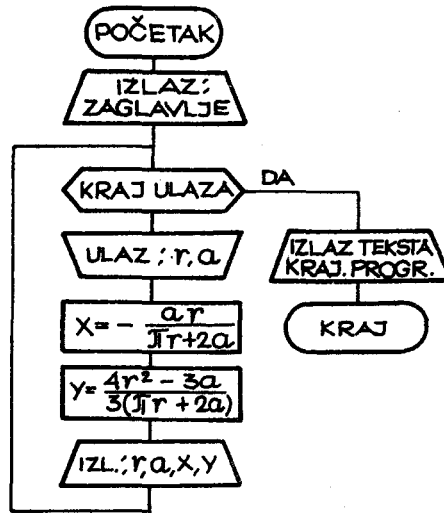 POČETAK
IZLAZ:
ZAGLAVLJE
KRAJ ULAZA
DA
ULAZ: r, a
IZLAZ TEKSTA
KRAJ. PROGR.
X = - ar / πr+2a
KRAJ
Y = 4r² - 3a / 3(πr + 2a)
IZL.: r, a, X, Y